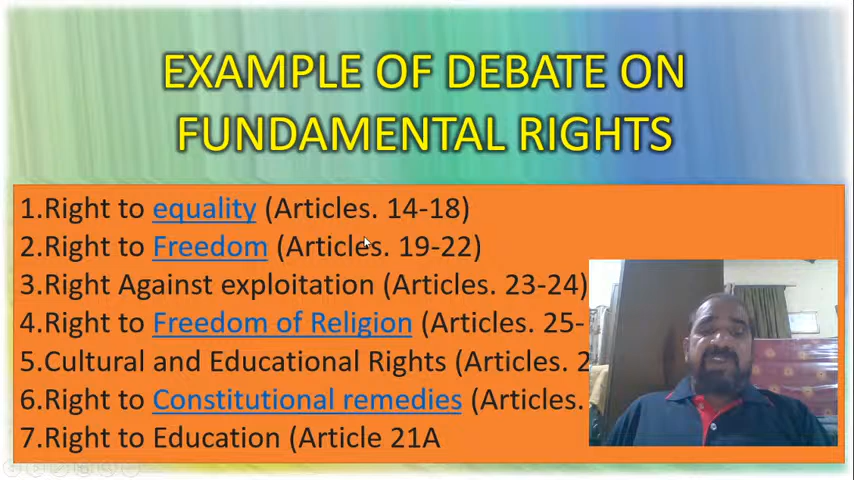 EXAMPLE OF DEBATE ON
FUNDAMENTAL RIGHTS
1.Right to equality (Articles. 14-18)
2.Right to Freedom (Articles. 19-22)
3.Right Against exploitation (Articles. 23-24)
4.Right to Freedom of Religion (Articles. 25-
5.Cultural and Educational Rights (Articles. 2
6.Right to Constitutional remedies (Articles.
7.Right to Education (Article 21A